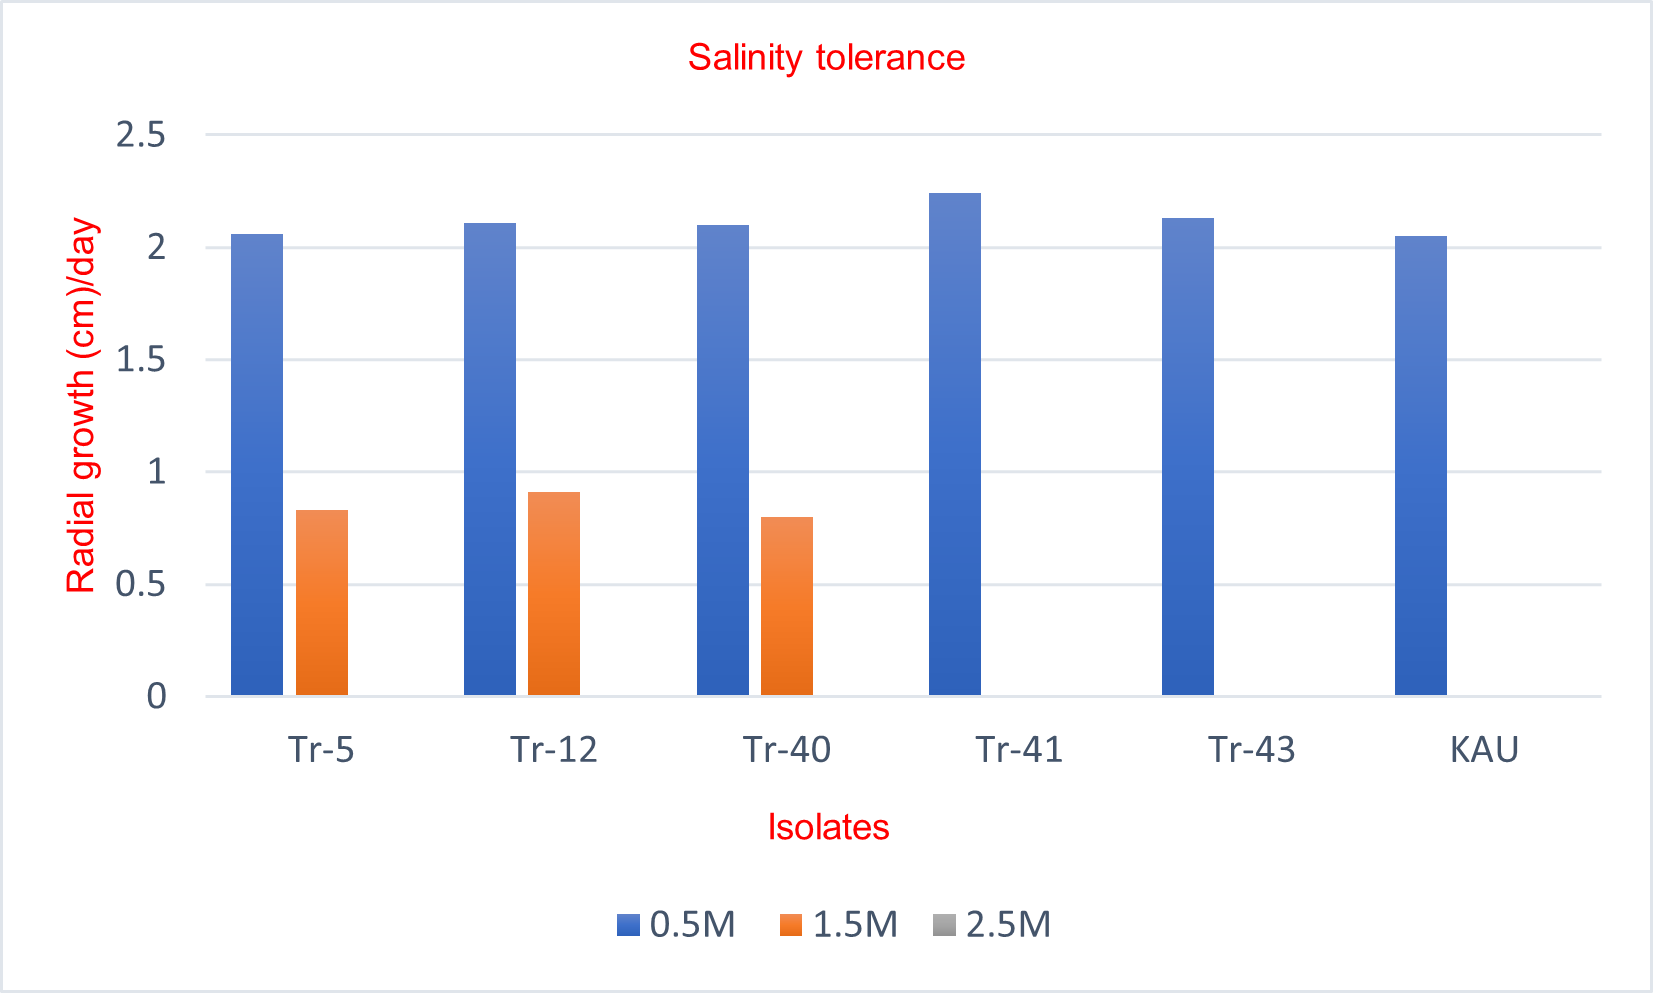 Salinity tolerance
Radial growth (cm)/day
2.5
2
1.5
1
0.5
0
Tr-5 Tr-12 Tr-40 Tr-41 Tr-43 KAU
Isolates
0.5M 1.5M 2.5M